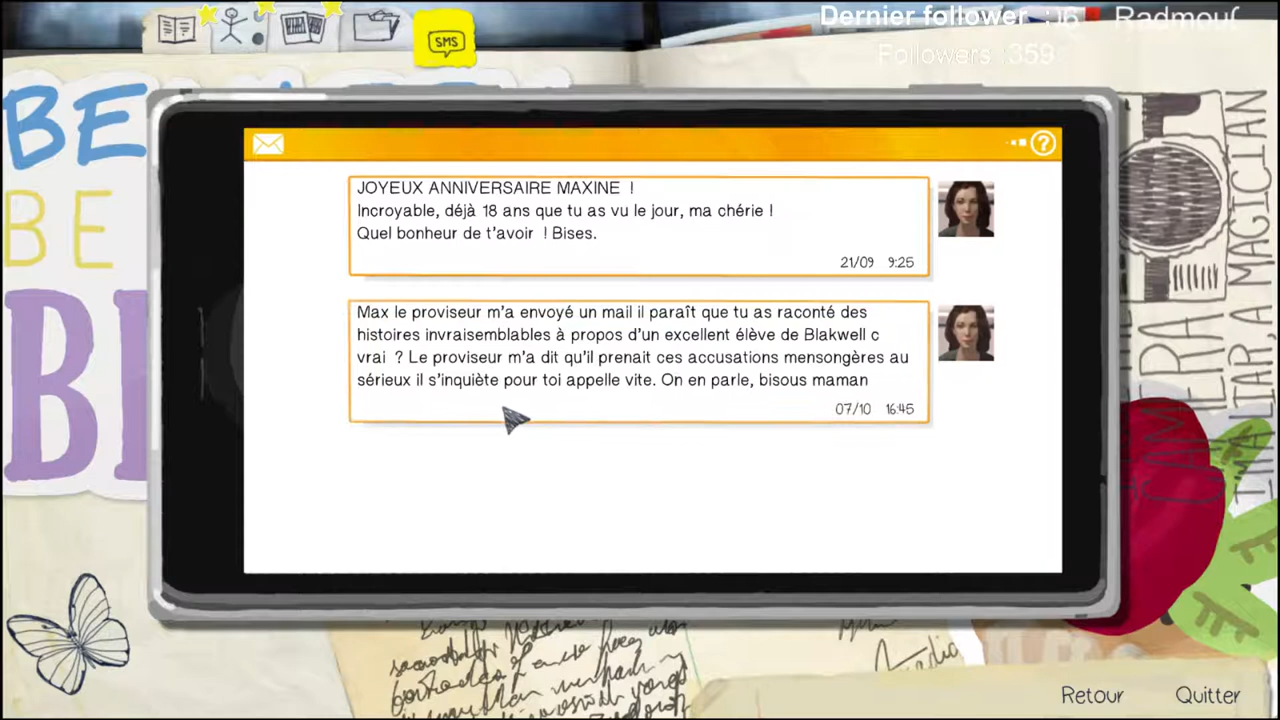 Dernier follower
Followers :359
SMS
BE
BE
JOYEUX ANNIVERSAIRE MAXINE !
Incroyable, déjà 18 ans que tu as vu le jour, ma chérie !
Quel bonheur de t'avoir ! Bises.
21/09 9:25
Max le proviseur m'a envoyé un mail il paraît que tu as raconté des
histoires invraisemblables à propos d'un excellent élève de Blakwell c
vrai ? Le proviseur m'a dit qu'il prenait ces accusations mensongères au
sérieux il s'inquiète pour toi appelle vite. On en parle, bisous maman
07/10 16:45
MAGICIAN
Retour
Quitter